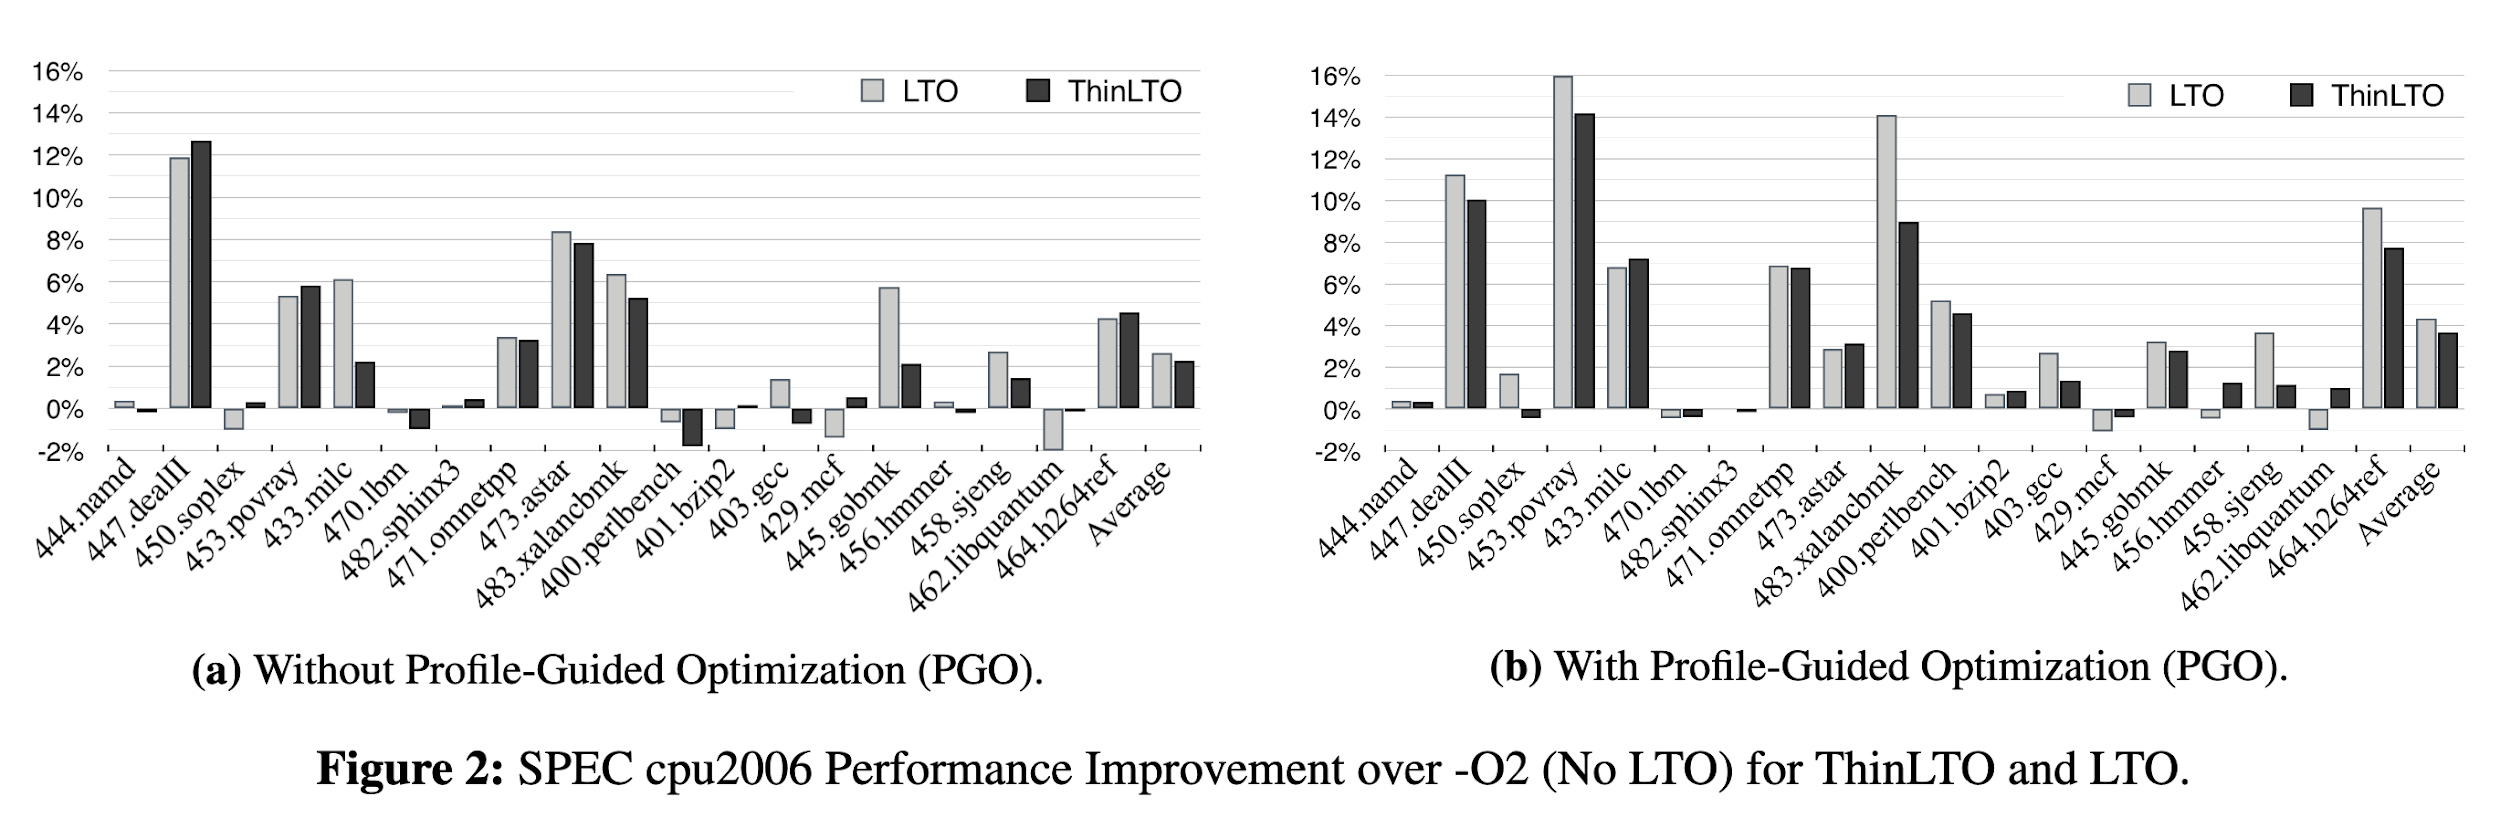 16%
14%
12%
10%
8%
6%
4%
2%
0%
-2%
LTO ThinLTO
444.namd
447.dealII
450.soplex
453.povray
433.milc
470.lbm
482.sphinx3
471.omnetpp
473.astar
483.xalancbmk
400.perlbench
401.bzip2
403.gcc
429.mcf
445.gobmk
456.hmmer
458.sjeng
462.libquantum
464.h264ref
Average
(a) Without Profile-Guided Optimization (PGO).
16%
14%
12%
10%
8%
6%
4%
2%
0%
-2%
LTO ThinLTO
444.namd
447.dealII
450.soplex
453.povray
433.milc
470.lbm
482.sphinx3
471.omnetpp
473.astar
483.xalancbmk
400.perlbench
401.bzip2
403.gcc
429.mcf
445.gobmk
456.hmmer
458.sjeng
462.libquantum
464.h264ref
Average
(b) With Profile-Guided Optimization (PGO).
Figure 2: SPEC cpu2006 Performance Improvement over -O2 (No LTO) for ThinLTO and LTO.